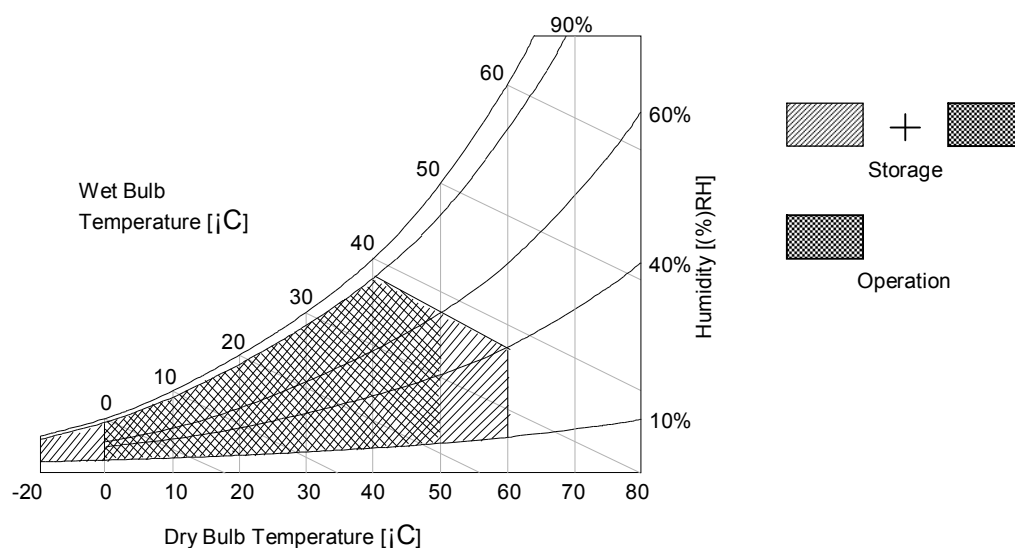 90%
60
60%
50
Wet Bulb
Temperature [¡C]
Storage
40
40%
Humidity [(%)RH]
Operation
30
20
10
0
10%
-20 0 10 20 30 40 50 60 70 80
Dry Bulb Temperature [¡C]